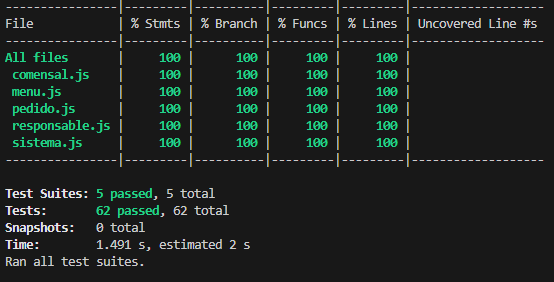 -----------------|---------|----------|---------|---------|-------------------
File             | % Stmts | % Branch | % Funcs | % Lines | Uncovered Line #s
-----------------|---------|----------|---------|---------|-------------------
All files        |     100 |      100 |     100 |     100 |
 comensal.js     |     100 |      100 |     100 |     100 |
 menu.js         |     100 |      100 |     100 |     100 |
 pedido.js       |     100 |      100 |     100 |     100 |
 responsable.js  |     100 |      100 |     100 |     100 |
 sistema.js      |     100 |      100 |     100 |     100 |
-----------------|---------|----------|---------|---------|-------------------

Test Suites: 5 passed, 5 total
Tests:       62 passed, 62 total
Snapshots:   0 total
Time:        1.491 s, estimated 2 s
Ran all test suites.